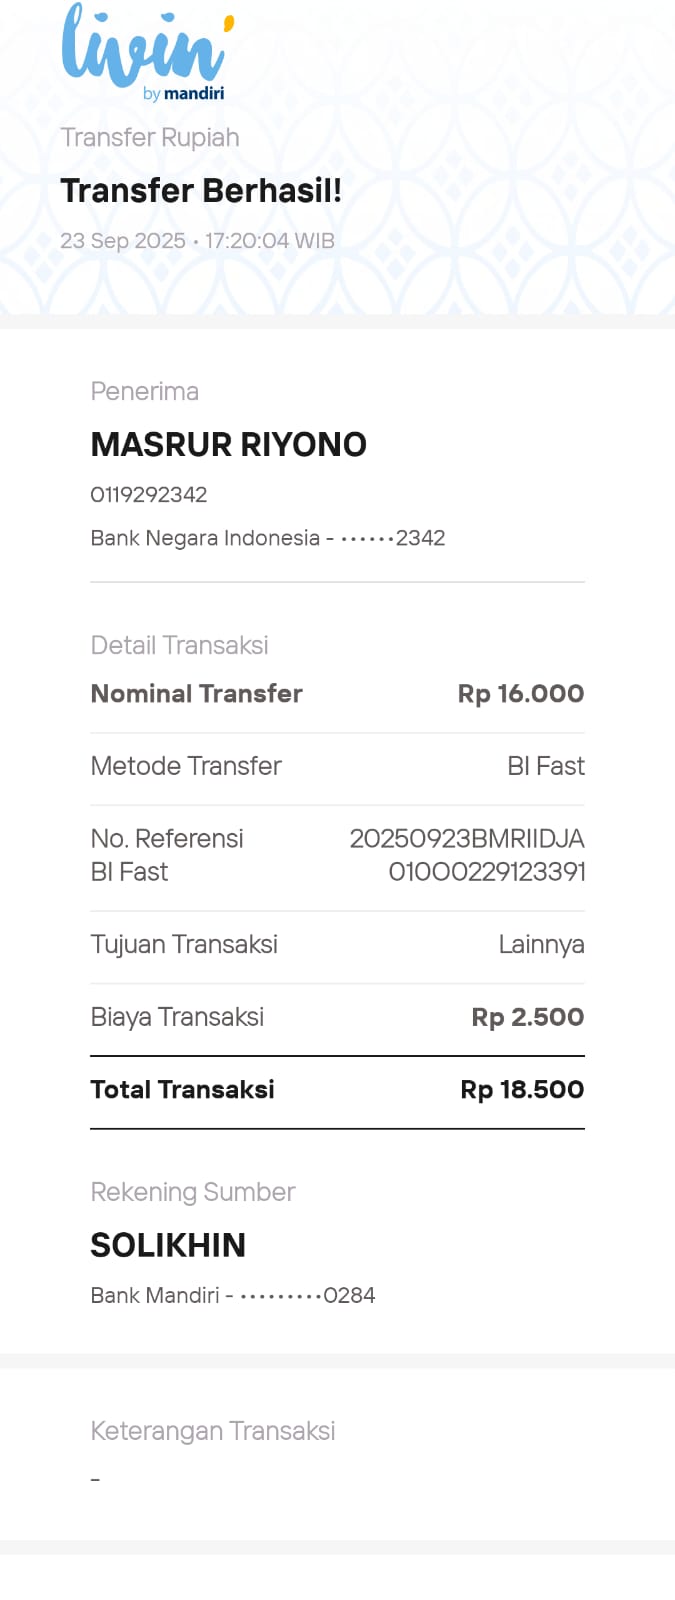 livin'
by mandiri
Transfer Rupiah
Transfer Berhasil!
23 Sep 2025 • 17:20:04 WIB
Penerima
MASRUR RIYONO
0119292342
Bank Negara Indonesia - ••••••2342
Detail Transaksi
Nominal Transfer Rp 16.000
Metode Transfer BI Fast
No. Referensi 20250923BMRIIDJA
BI Fast 010O0229123391
Tujuan Transaksi Lainnya
Biaya Transaksi Rp 2.500
Total Transaksi Rp 18.500
Rekening Sumber
SOLIKHIN
Bank Mandiri - •••••••••0284
Keterangan Transaksi
-